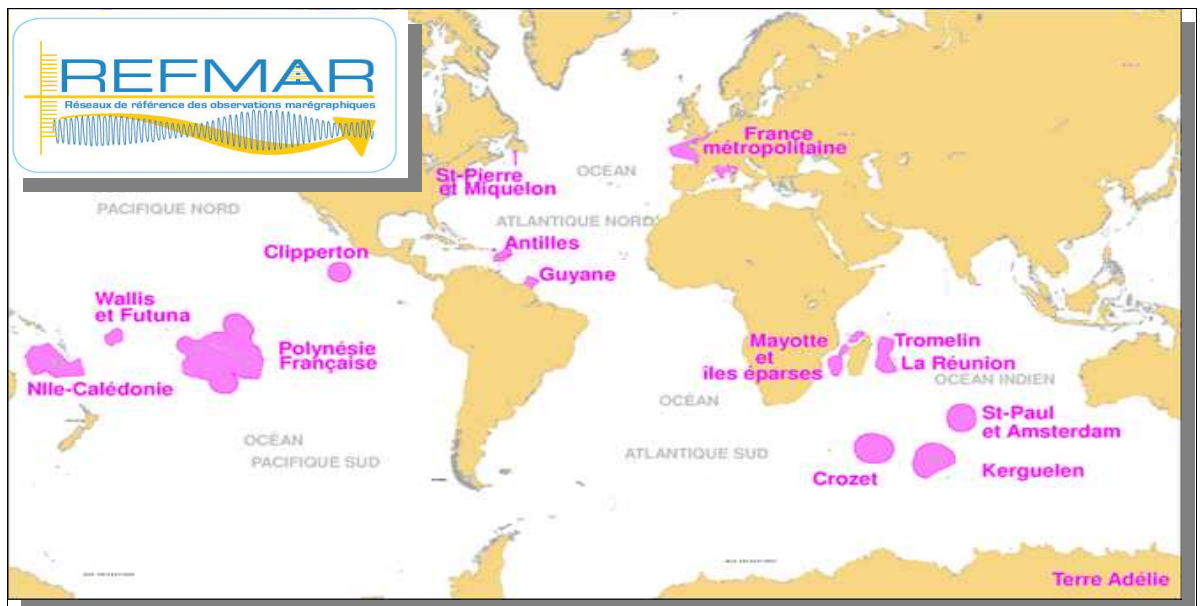 REFMAR
Réseaux de référence des observations marégraphiques
France
métropolitaine
St-Pierre
et Miquelon
OCÉAN
PACIFIQUE NORD
ATLANTIQUE NORD
Clipperton
Antilles
Guyane
Wallis
et Futuna
Polynésie
Française
Nlle-Calédonie
Mayotte
et
îles éparses
Tromelin
La Réunion
OCÉAN INDIEN
OCÉAN
ATLANTIQUE SUD
St-Paul
et Amsterdam
OCÉAN
PACIFIQUE SUD
Crozet
Kerguelen
Terre Adélie